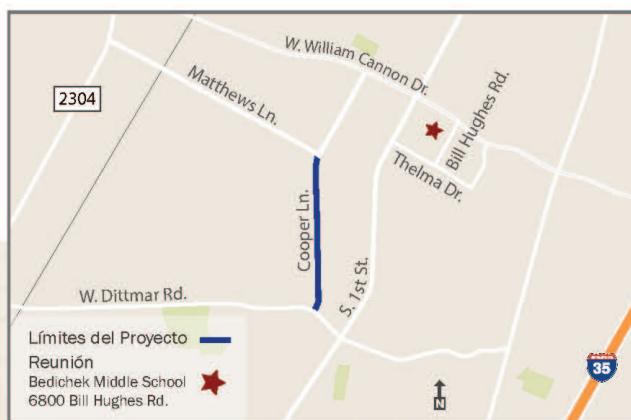 W. William Cannon Dr.
2304
Matthews Ln.
Bill Hughes Rd.
Thelma Dr.
Cooper Ln.
S. 1st St.
W. Dittmar Rd.
Límites del Proyecto
Reunión
Bedichek Middle School
6800 Bill Hughes Rd.
35
N